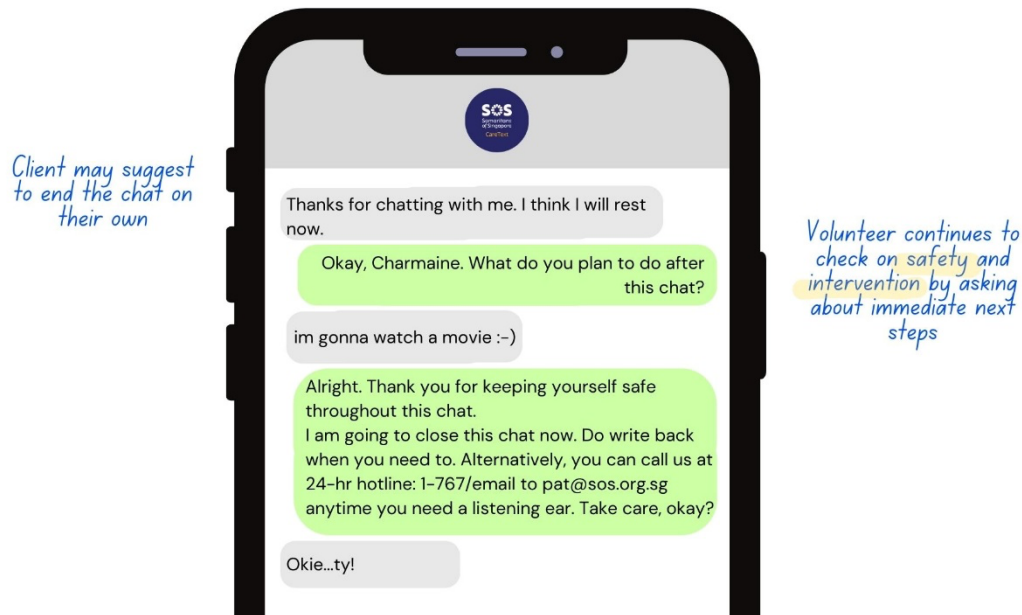 SOS
Samaritans
of Singapore
CareText
Client may suggest
to end the chat on
their own
Thanks for chatting with me. I think I will rest
now.
Okay, Charmaine. What do you plan to do after
this chat?
Volunteer continues to
check on safety and
intervention by asking
about immediate next
steps
im gonna watch a movie :-)
Alright. Thank you for keeping yourself safe
throughout this chat.
I am going to close this chat now. Do write back
when you need to. Alternatively, you can call us at
24-hr hotline: 1-767/email to pat@sos.org.sg
anytime you need a listening ear. Take care, okay?
Okie...ty!